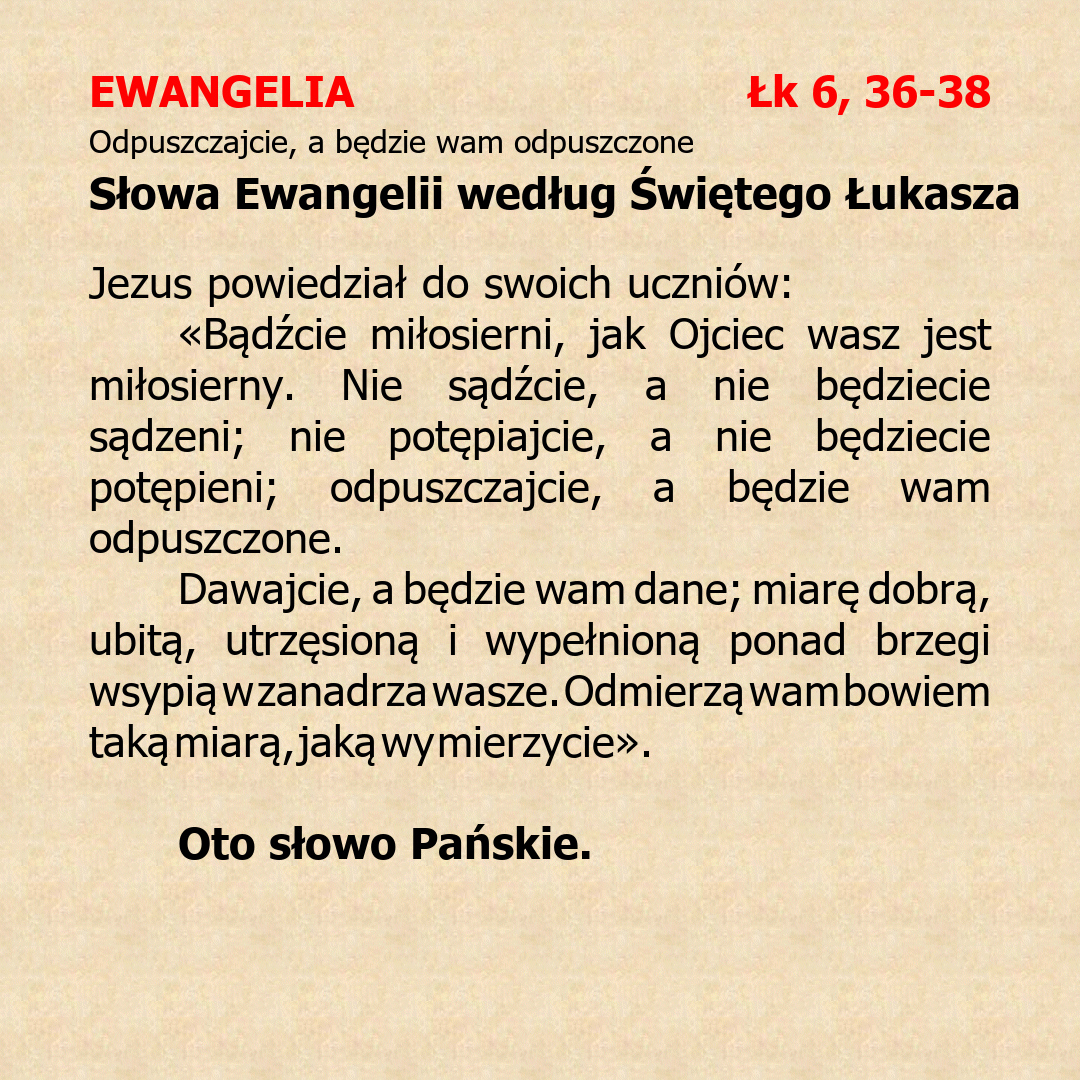 EWANGELIA Łk 6, 36-38
Odpuszczajcie, a będzie wam odpuszczone
Słowa Ewangelii według Świętego Łukasza
Jezus powiedział do swoich uczniów:
«Bądźcie miłosierni, jak Ojciec wasz jest
miłosierny. Nie sądźcie, a nie będziecie
sądzeni; nie potępiajcie, a nie będziecie
potępieni; odpuszczajcie, a będzie wam
odpuszczone.
Dawajcie, a będzie wam dane; miarę dobrą,
ubitą, utrzęsioną i wypełnioną ponad brzegi
wsypią w zanadrza wasze. Odmierzą wam bowiem
taką miarą, jaką wy mierzycie».
Oto słowo Pańskie.